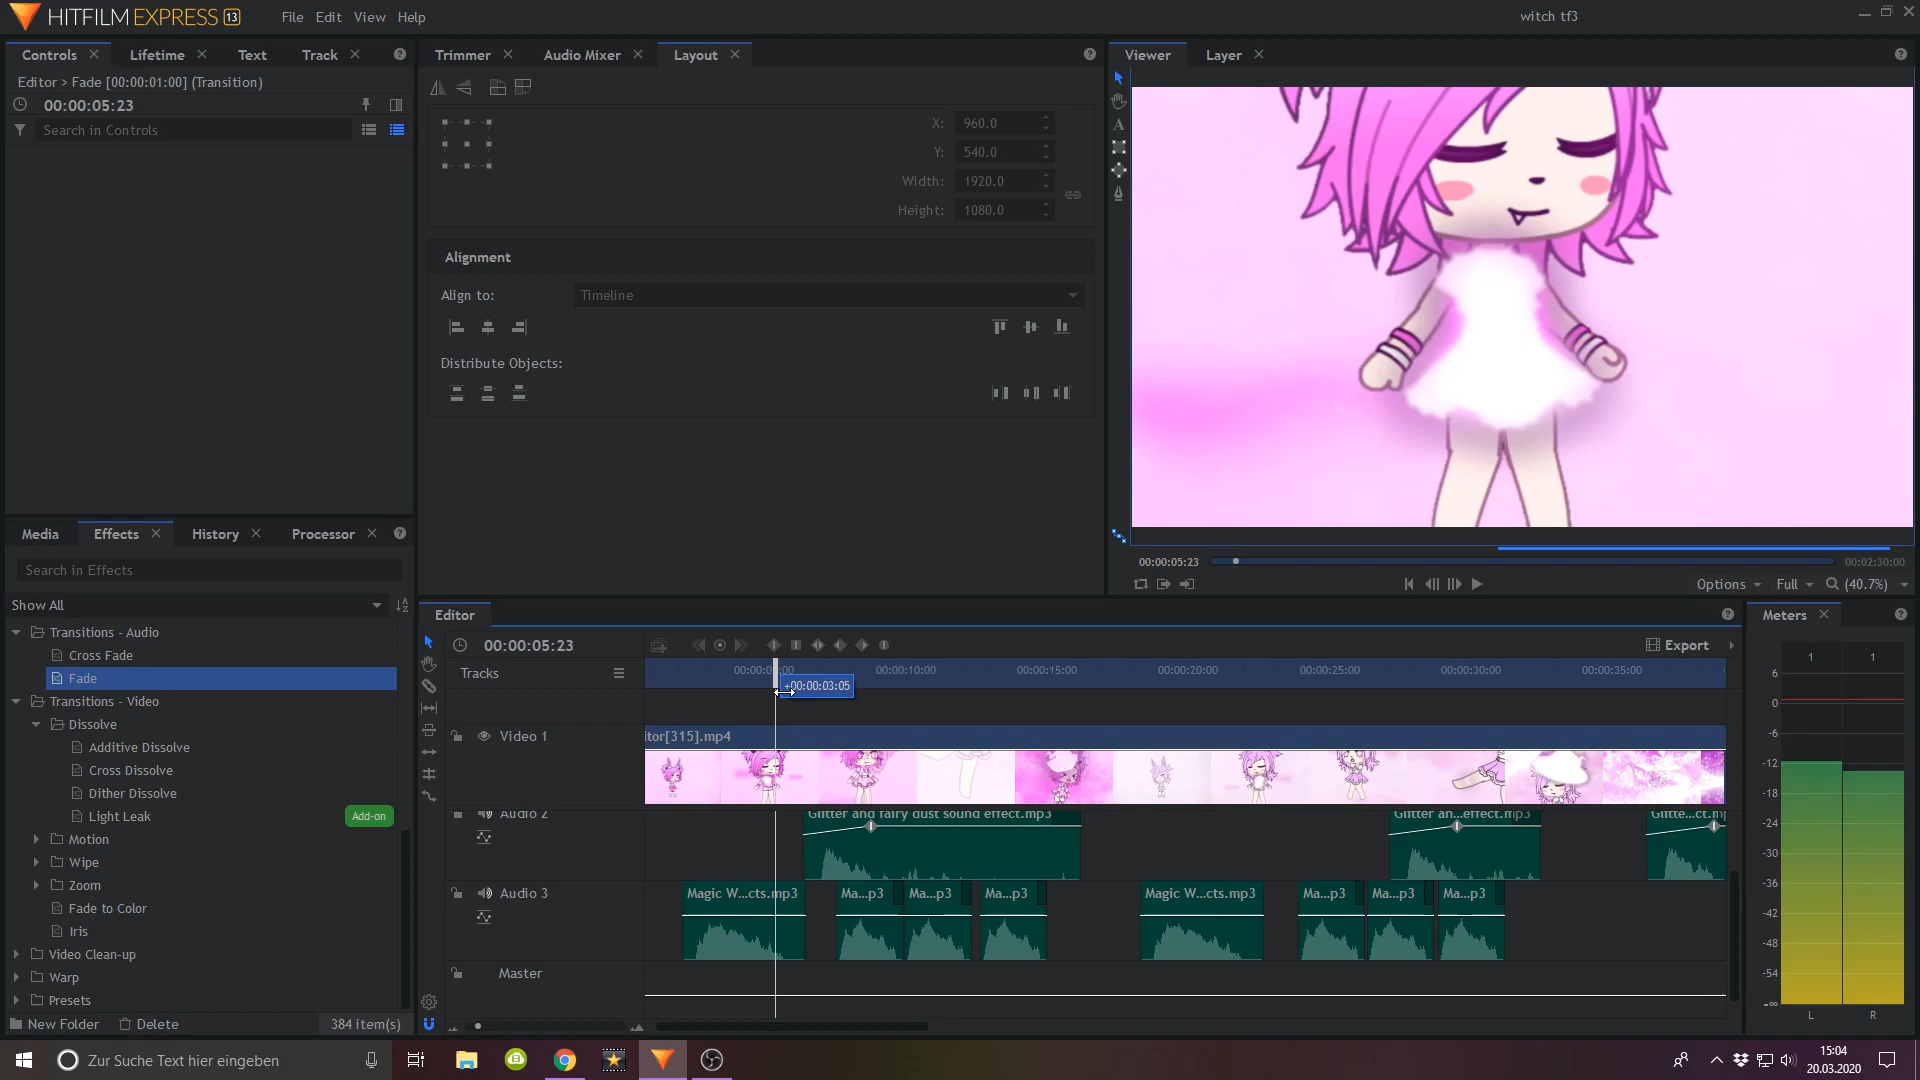 HITFILM EXPRESS 13
File Edit View Help
witch tf3
Controls Lifetime Text Track
Trimmer Audio Mixer Layout
Viewer Layer
Editor > Fade [00:00:01:00] (Transition)
00:00:05:23
Search in Controls
X: 960.0
Y: 540.0
Width: 1920.0
Height: 1080.0
Alignment
Align to: Timeline
Distribute Objects:
Media Effects History Processor
Search in Effects
Show All
Transitions - Audio
Cross Fade
Fade
Transitions - Video
Dissolve
Additive Dissolve
Cross Dissolve
Dither Dissolve
Light Leak Add-on
Motion
Wipe
Zoom
Fade to Color
Iris
Video Clean-up
Warp
Presets
New Folder Delete 384 item(s)
00:00:05:23 00:02:30:00
Options Full (40.7%)
Editor
00:00:05:23 Export
Tracks
00:00:10:00 00:00:15:00 00:00:20:00 00:00:25:00 00:00:30:00 00:00:35:00
+00:00:03:05
Video 1 itor[315].mp4
Audio 2 Glitter and fairy dust sound effect.mp3 Glitter an...effect.mp3 Glitte...ct.m
Audio 3 Magic W...cts.mp3 Ma...p3 Ma...p3 Ma...p3 Magic W...cts.mp3 Ma...p3 Ma...p3 Ma...p3
Master
Meters
1 1
6
0
-6
-12
-18
-24
-30
-36
-42
-48
-54
-∞
L R
Zur Suche Text hier eingeben
15:04
20.03.2020